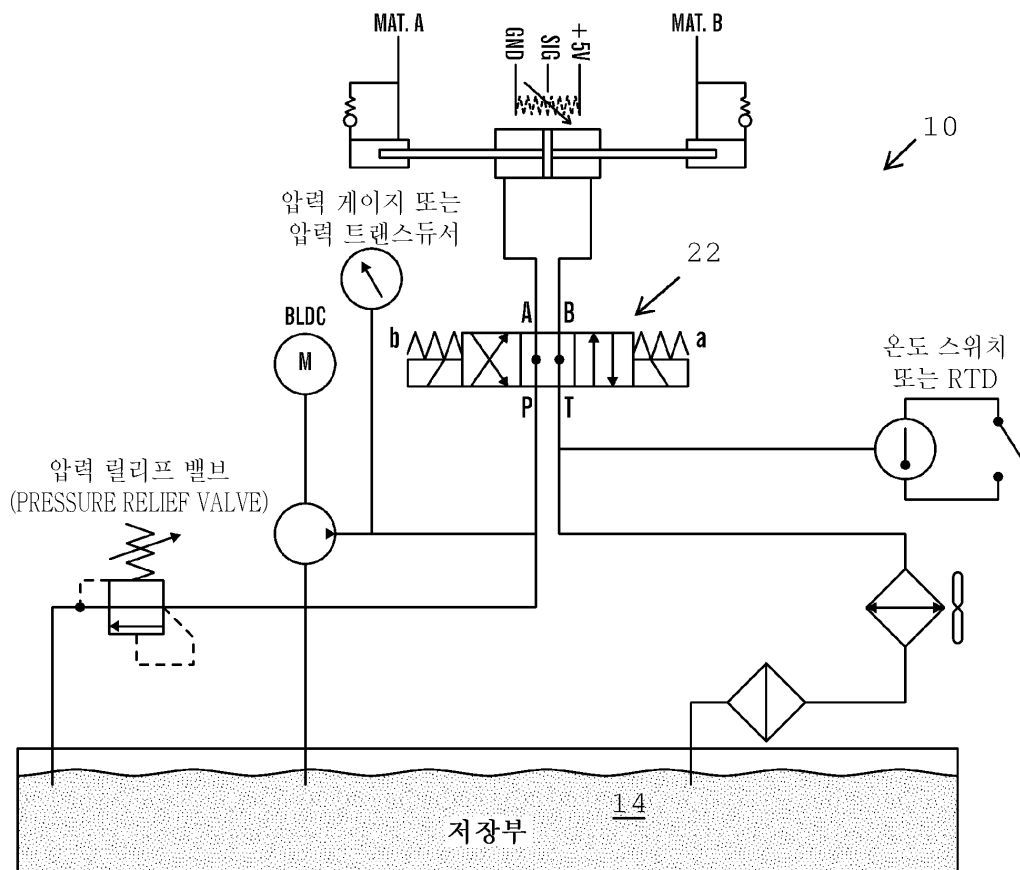 MAT. A
GND
SIG
+5V
MAT. B
10
압력 게이지 또는
압력 트랜스듀서
22
BLDC
M
A
B
b
a
P
T
온도 스위치
또는 RTD
압력 릴리프 밸브
(PRESSURE RELIEF VALVE)
14
저장부